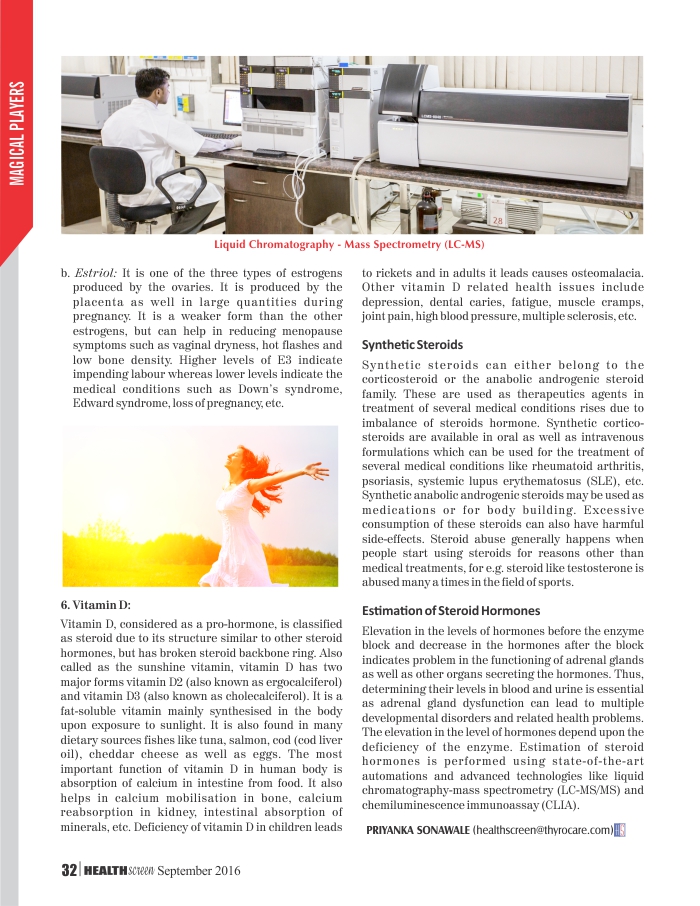 MAGICAL PLAYERS
28
Liquid Chromatography - Mass Spectrometry (LC-MS)
b. Estriol: It is one of the three types of estrogens
produced by the ovaries. It is produced by the
placenta as well in large quantities during
pregnancy. It is a weaker form than the other
estrogens, but can help in reducing menopause
symptoms such as vaginal dryness, hot flashes and
low bone density. Higher levels of E3 indicate
impending labour whereas lower levels indicate the
medical conditions such as Down's syndrome,
Edward syndrome, loss of pregnancy, etc.
6. Vitamin D:
Vitamin D, considered as a pro-hormone, is classified
as steroid due to its structure similar to other steroid
hormones, but has broken steroid backbone ring. Also
called as the sunshine vitamin, vitamin D has two
major forms vitamin D2 (also known as ergocalciferol)
and vitamin D3 (also known as cholecalciferol). It is a
fat-soluble vitamin mainly synthesised in the body
upon exposure to sunlight. It is also found in many
dietary sources fishes like tuna, salmon, cod (cod liver
oil), cheddar cheese as well as eggs. The most
important function of vitamin D in human body is
absorption of calcium in intestine from food. It also
helps in calcium mobilisation in bone, calcium
reabsorption in kidney, intestinal absorption of
minerals, etc. Deficiency of vitamin D in children leads
to rickets and in adults it leads causes osteomalacia.
Other vitamin D related health issues include
depression, dental caries, fatigue, muscle cramps,
joint pain, high blood pressure, multiple sclerosis, etc.
Synthetic Steroids
Synthetic steroids can either belong to the
corticosteroid or the anabolic androgenic steroid
family. These are used as therapeutics agents in
treatment of several medical conditions rises due to
imbalance of steroids hormone. Synthetic cortico-
steroids are available in oral as well as intravenous
formulations which can be used for the treatment of
several medical conditions like rheumatoid arthritis,
psoriasis, systemic lupus erythematosus (SLE), etc.
Synthetic anabolic androgenic steroids may be used as
medications or for body building. Excessive
consumption of these steroids can also have harmful
side-effects. Steroid abuse generally happens when
people start using steroids for reasons other than
medical treatments, for e.g. steroid like testosterone is
abused many a times in the field of sports.
Estimation of Steroid Hormones
Elevation in the levels of hormones before the enzyme
block and decrease in the hormones after the block
indicates problem in the functioning of adrenal glands
as well as other organs secreting the hormones. Thus,
determining their levels in blood and urine is essential
as adrenal gland dysfunction can lead to multiple
developmental disorders and related health problems.
The elevation in the level of hormones depend upon the
deficiency of the enzyme. Estimation of steroid
hormones is performed using state-of-the-art
automations and advanced technologies like liquid
chromatography-mass spectrometry (LC-MS/MS) and
chemiluminescence immunoassay (CLIA).
PRIYANKA SONAWALE (healthscreen@thyrocare.com)
32 HEALTHscreen September 2016